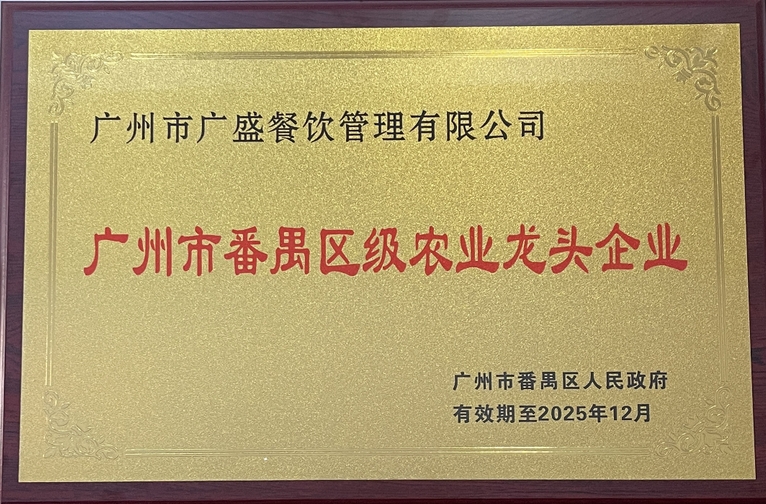 广州市广盛餐饮管理有限公司
广州市番禺区级农业龙头企业
广州市番禺区人民政府
有效期至2025年12月